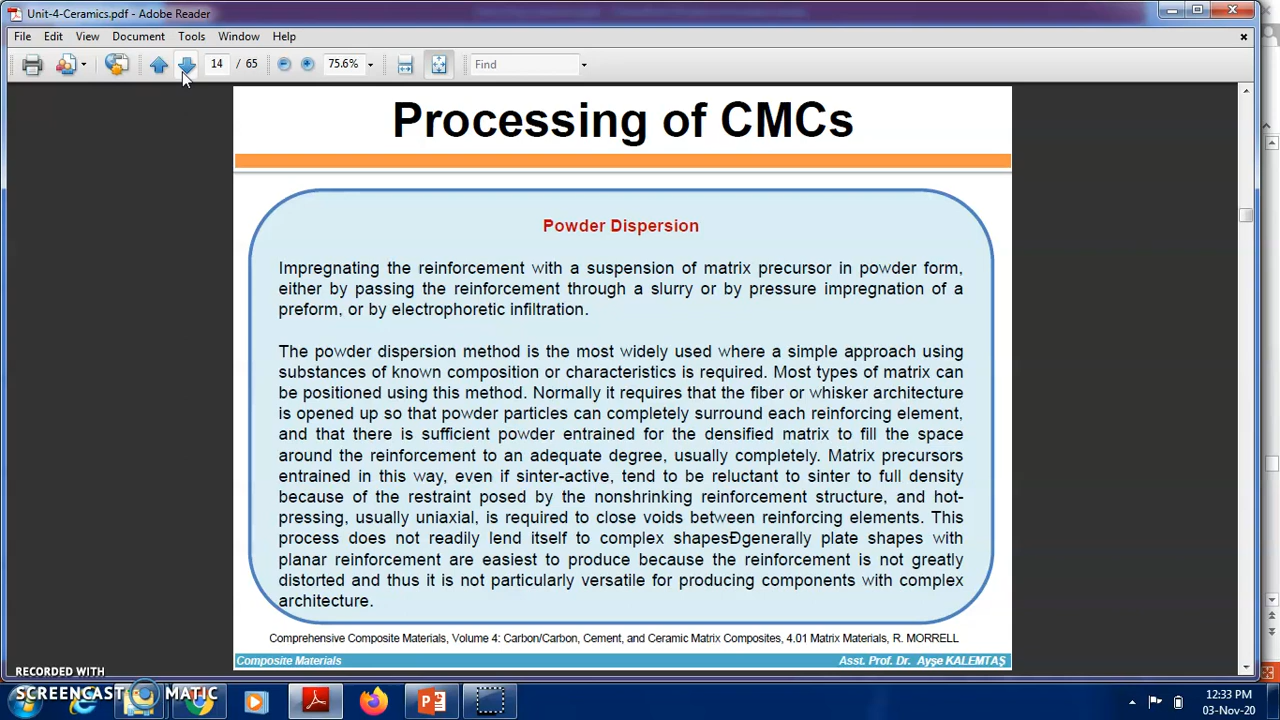 Unit-4-Ceramics.pdf - Adobe Reader
File Edit View Document Tools Window Help
14 / 65 75.6% Find
Processing of CMCs
Powder Dispersion
Impregnating the reinforcement with a suspension of matrix precursor in powder form,
either by passing the reinforcement through a slurry or by pressure impregnation of a
preform, or by electrophoretic infiltration.
The powder dispersion method is the most widely used where a simple approach using
substances of known composition or characteristics is required. Most types of matrix can
be positioned using this method. Normally it requires that the fiber or whisker architecture
is opened up so that powder particles can completely surround each reinforcing element,
and that there is sufficient powder entrained for the densified matrix to fill the space
around the reinforcement to an adequate degree, usually completely. Matrix precursors
entrained in this way, even if sinter-active, tend to be reluctant to sinter to full density
because of the restraint posed by the nonshrinking reinforcement structure, and hot-
pressing, usually uniaxial, is required to close voids between reinforcing elements. This
process does not readily lend itself to complex shapesÐgenerally plate shapes with
planar reinforcement are easiest to produce because the reinforcement is not greatly
distorted and thus it is not particularly versatile for producing components with complex
architecture.
Comprehensive Composite Materials, Volume 4: Carbon/Carbon, Cement, and Ceramic Matrix Composites, 4.01 Matrix Materials, R. MORRELL
Composite Materials Asst. Prof. Dr. Ayşe KALEMTAŞ
RECORDED WITH
SCREENCAST MATIC
12:33 PM
03-Nov-20